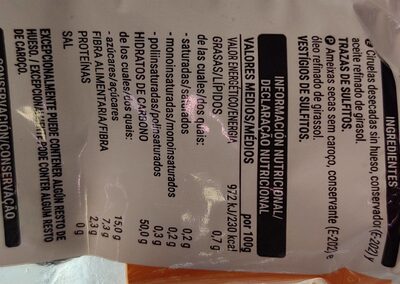 INGREDIENTES
Ciruelas desecadas sin hueso, conservador (E-202) y
aceite refinado de girasol.
TRAZAS DE SULFITOS.
Ameixas secas sem caroço, conservante (E-202), e
óleo refinado de girassol.
VESTÍGIOS DE SULFITOS.
INFORMACIÓN NUTRICIONAL/
DECLARAÇÃO NUTRICIONAL
VALORES MEDIOS/MÉDIOS por 100g
VALOR ENERGÉTICO/ENERGIA 972 kJ/230 kcal
GRASAS/LÍPIDOS 0,7 g
de las cuales/dos quais:
- saturadas/saturados 0,2 g
- monoinsaturadas/monoinsaturados 0,2 g
- poliinsaturadas/polinsaturados 0,3 g
HIDRATOS DE CARBONO 50,0 g
de los cuales/dos quais:
- azúcares/açúcares 15,0 g
FIBRA ALIMENTARIA/FIBRA 7,3 g
PROTEÍNAS 2,3 g
SAL 0 g
EXCEPCIONALMENTE PUEDE CONTENER ALGÚN RESTO DE
HUESO. / EXCEPCIONALMENTE PODE CONTER ALGUM RESTO
DE CAROÇO.
CONSERVACIÓN/CONSERVAÇÃO